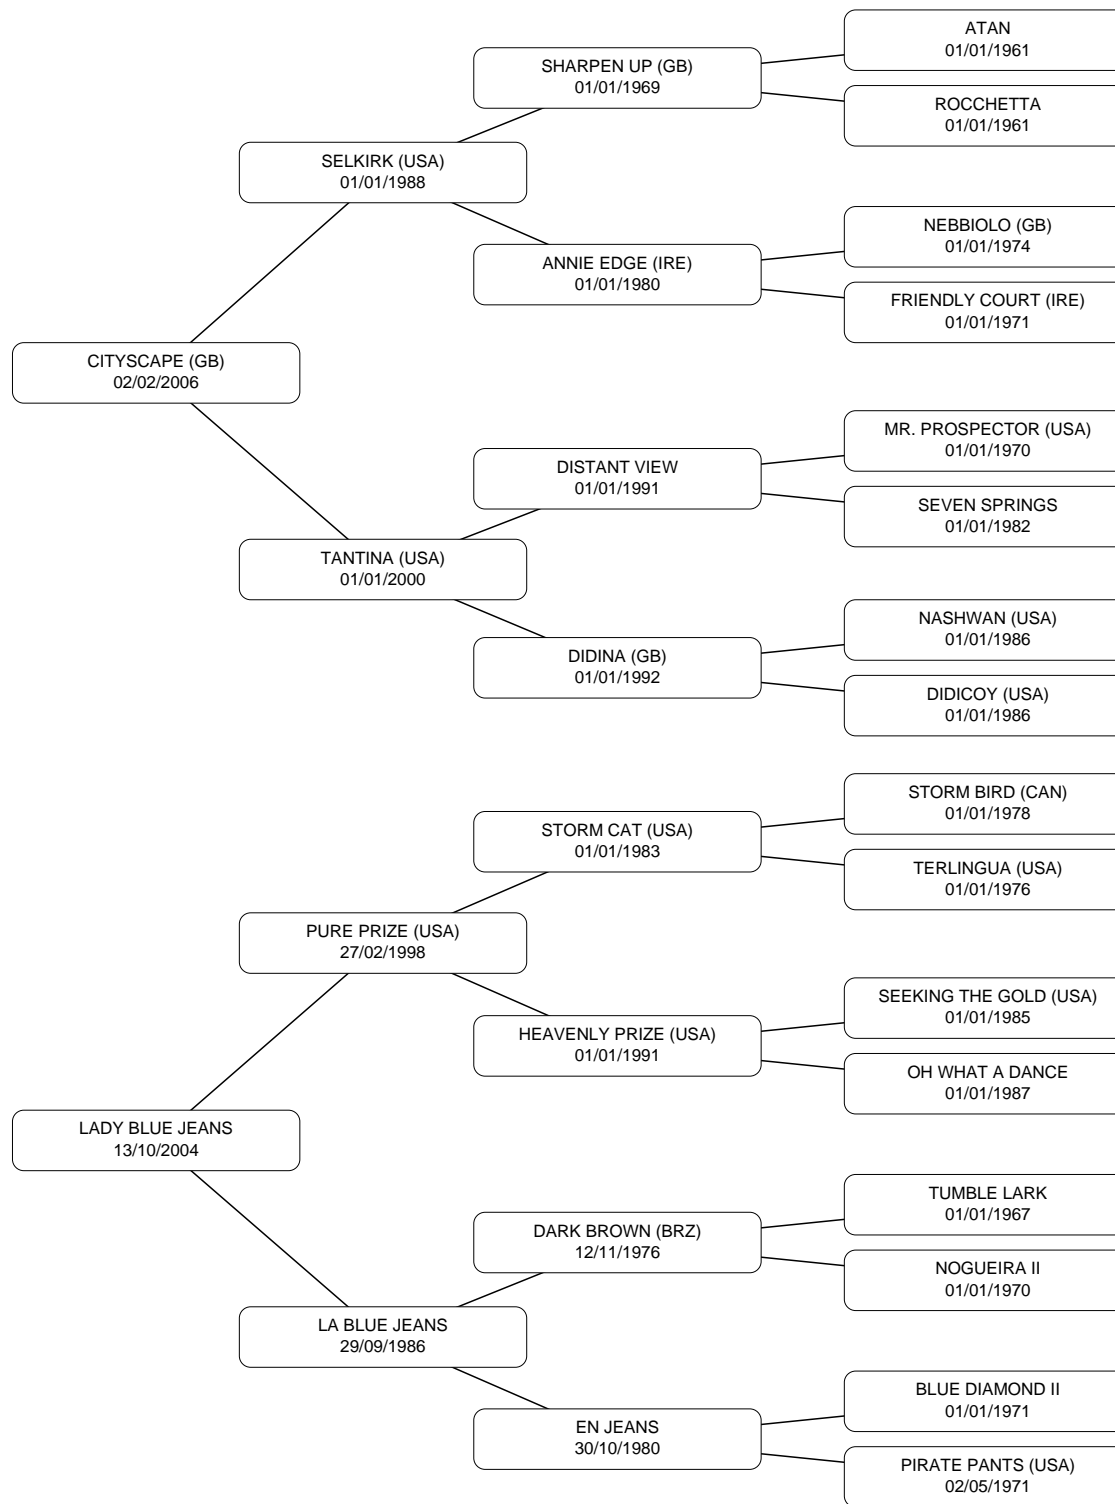 ATAN
01/01/1961
SHARPEN UP (GB)
01/01/1969
ROCCHETTA
01/01/1961
SELKIRK (USA)
01/01/1988
NEBBIOLO (GB)
01/01/1974
ANNIE EDGE (IRE)
01/01/1980
FRIENDLY COURT (IRE)
01/01/1971
CITYSCAPE (GB)
02/02/2006
MR. PROSPECTOR (USA)
01/01/1970
DISTANT VIEW
01/01/1991
SEVEN SPRINGS
01/01/1982
TANTINA (USA)
01/01/2000
NASHWAN (USA)
01/01/1986
DIDINA (GB)
01/01/1992
DIDICOY (USA)
01/01/1986
STORM BIRD (CAN)
01/01/1978
STORM CAT (USA)
01/01/1983
TERLINGUA (USA)
01/01/1976
PURE PRIZE (USA)
27/02/1998
SEEKING THE GOLD (USA)
01/01/1985
HEAVENLY PRIZE (USA)
01/01/1991
OH WHAT A DANCE
01/01/1987
LADY BLUE JEANS
13/10/2004
TUMBLE LARK
01/01/1967
DARK BROWN (BRZ)
12/11/1976
NOGUEIRA II
01/01/1970
LA BLUE JEANS
29/09/1986
BLUE DIAMOND II
01/01/1971
EN JEANS
30/10/1980
PIRATE PANTS (USA)
02/05/1971